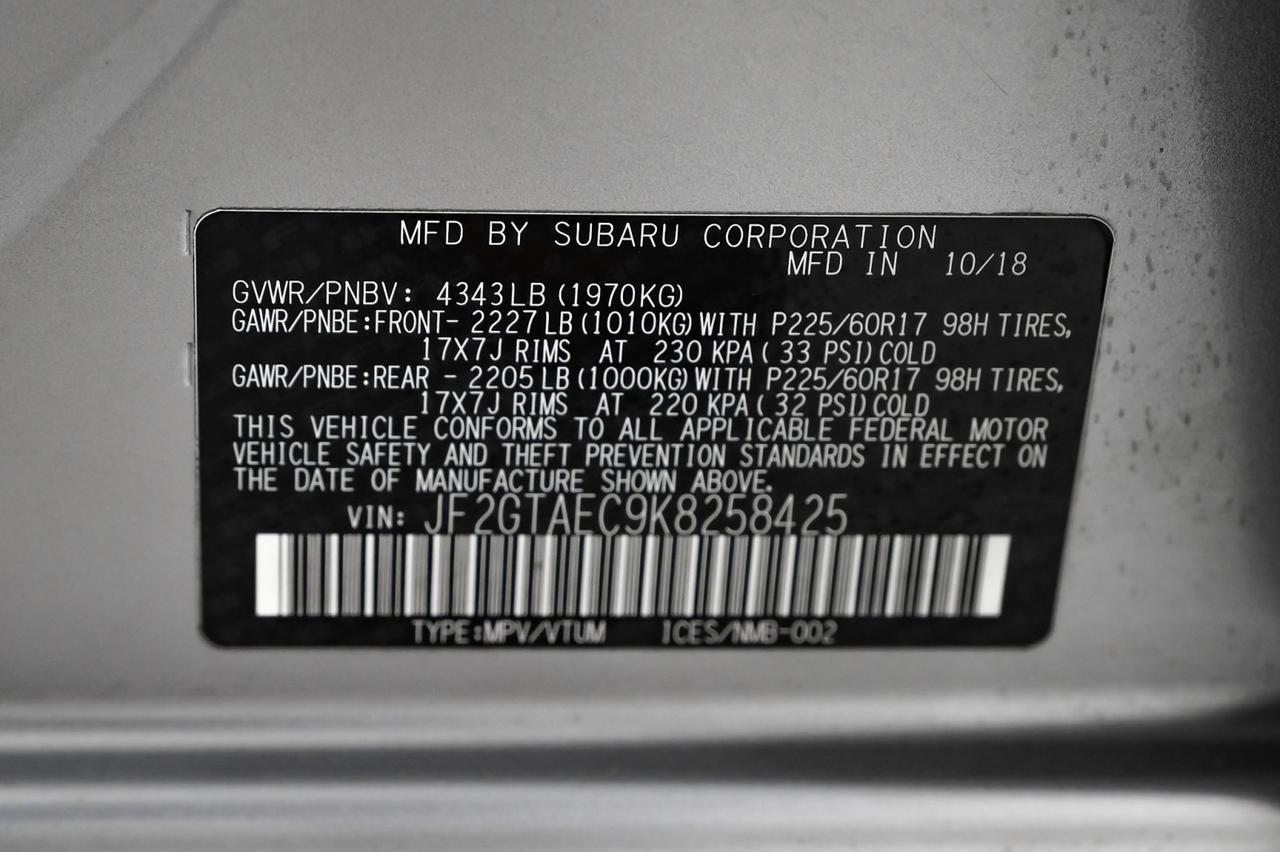 MFD BY SUBARU CORPORATION
MFD IN 10/18
GVWR/PNBV: 4343LB (1970KG)
GAWR/PNBE:FRONT- 2227LB (1010KG) WITH P225/60R17 98H TIRES,
17X7J RIMS AT 230 KPA ( 33 PSI) COLD
GAWR/PNBE:REAR - 2205LB (1000KG) WITH P225/60R17 98H TIRES,
17X7J RIMS AT 220 KPA ( 32 PSI) COLD
THIS VEHICLE CONFORMS TO ALL APPLICABLE FEDERAL MOTOR
VEHICLE SAFETY AND THEFT PREVENTION STANDARDS IN EFFECT ON
THE DATE OF MANUFACTURE SHOWN ABOVE.
VIN: JF2GTAEC9K8258425
TYPE:MPV/VTUM ICES/NMB-002